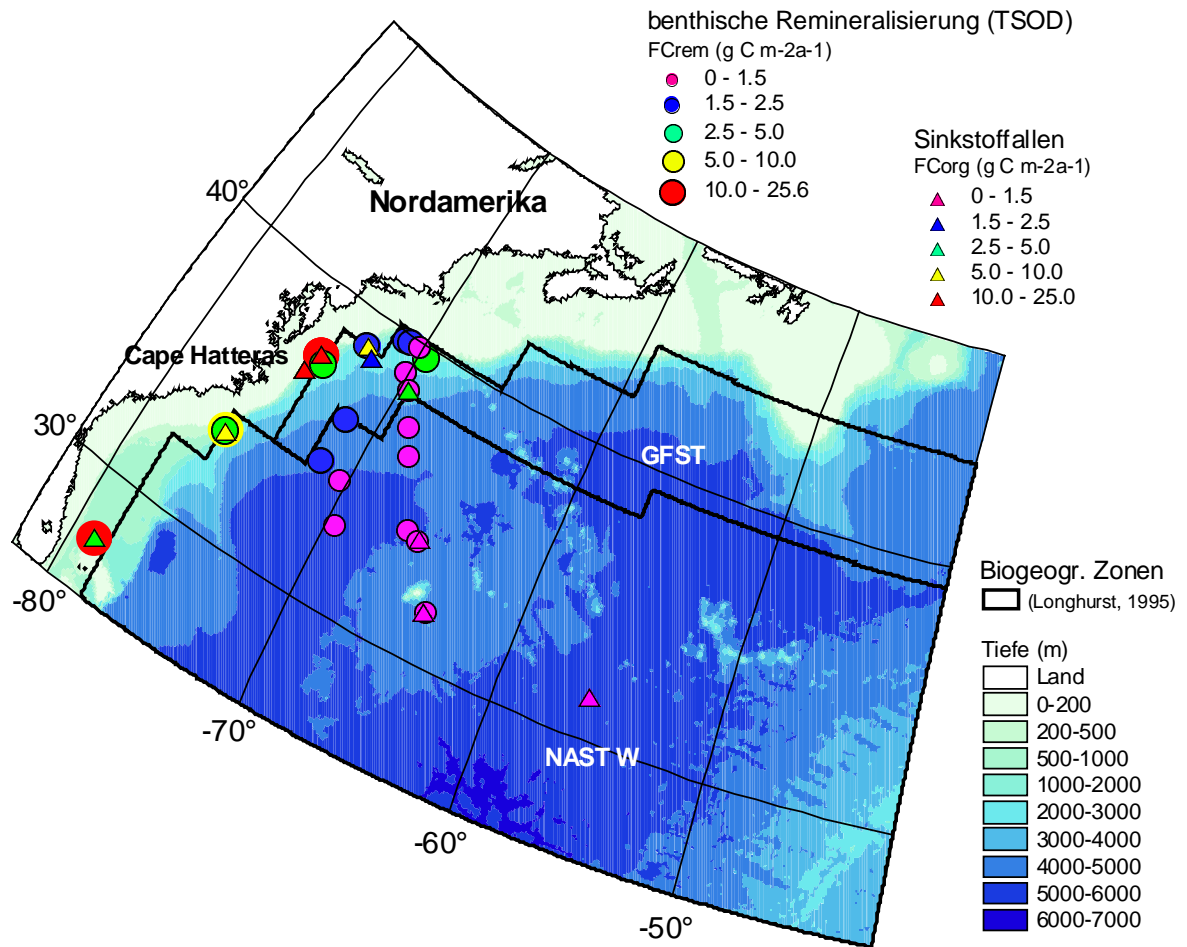 benthische Remineralisierung (TSOD)
FCrem (g C m-2a-1)
0 - 1.5
1.5 - 2.5
2.5 - 5.0
5.0 - 10.0
10.0 - 25.6
Sinkstoffallen
FCorg (g C m-2a-1)
0 - 1.5
1.5 - 2.5
2.5 - 5.0
5.0 - 10.0
10.0 - 25.0
40°
Nordamerika
Cape Hatteras
30°
GFST
-80°
NAST W
-70°
-60°
-50°
Biogeogr. Zonen
(Longhurst, 1995)
Tiefe (m)
Land
0-200
200-500
500-1000
1000-2000
2000-3000
3000-4000
4000-5000
5000-6000
6000-7000